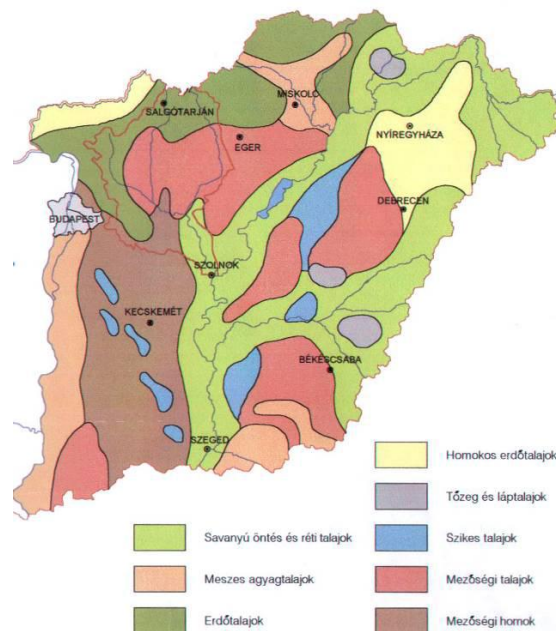 SALGÓTARJÁN
MISKOLC
NYÍREGYHÁZA
EGER
DEBRECEN
BUDAPEST
SZOLNOK
KECSKEMÉT
BÉKÉSCSABA
SZEGED
Homokos erdőtalajok
Tőzeg és láptalajok
Savanyú öntés és réti talajok
Szikes talajok
Meszes agyagtalajok
Mezőségi talajok
Erdőtalajok
Mezőségi homok